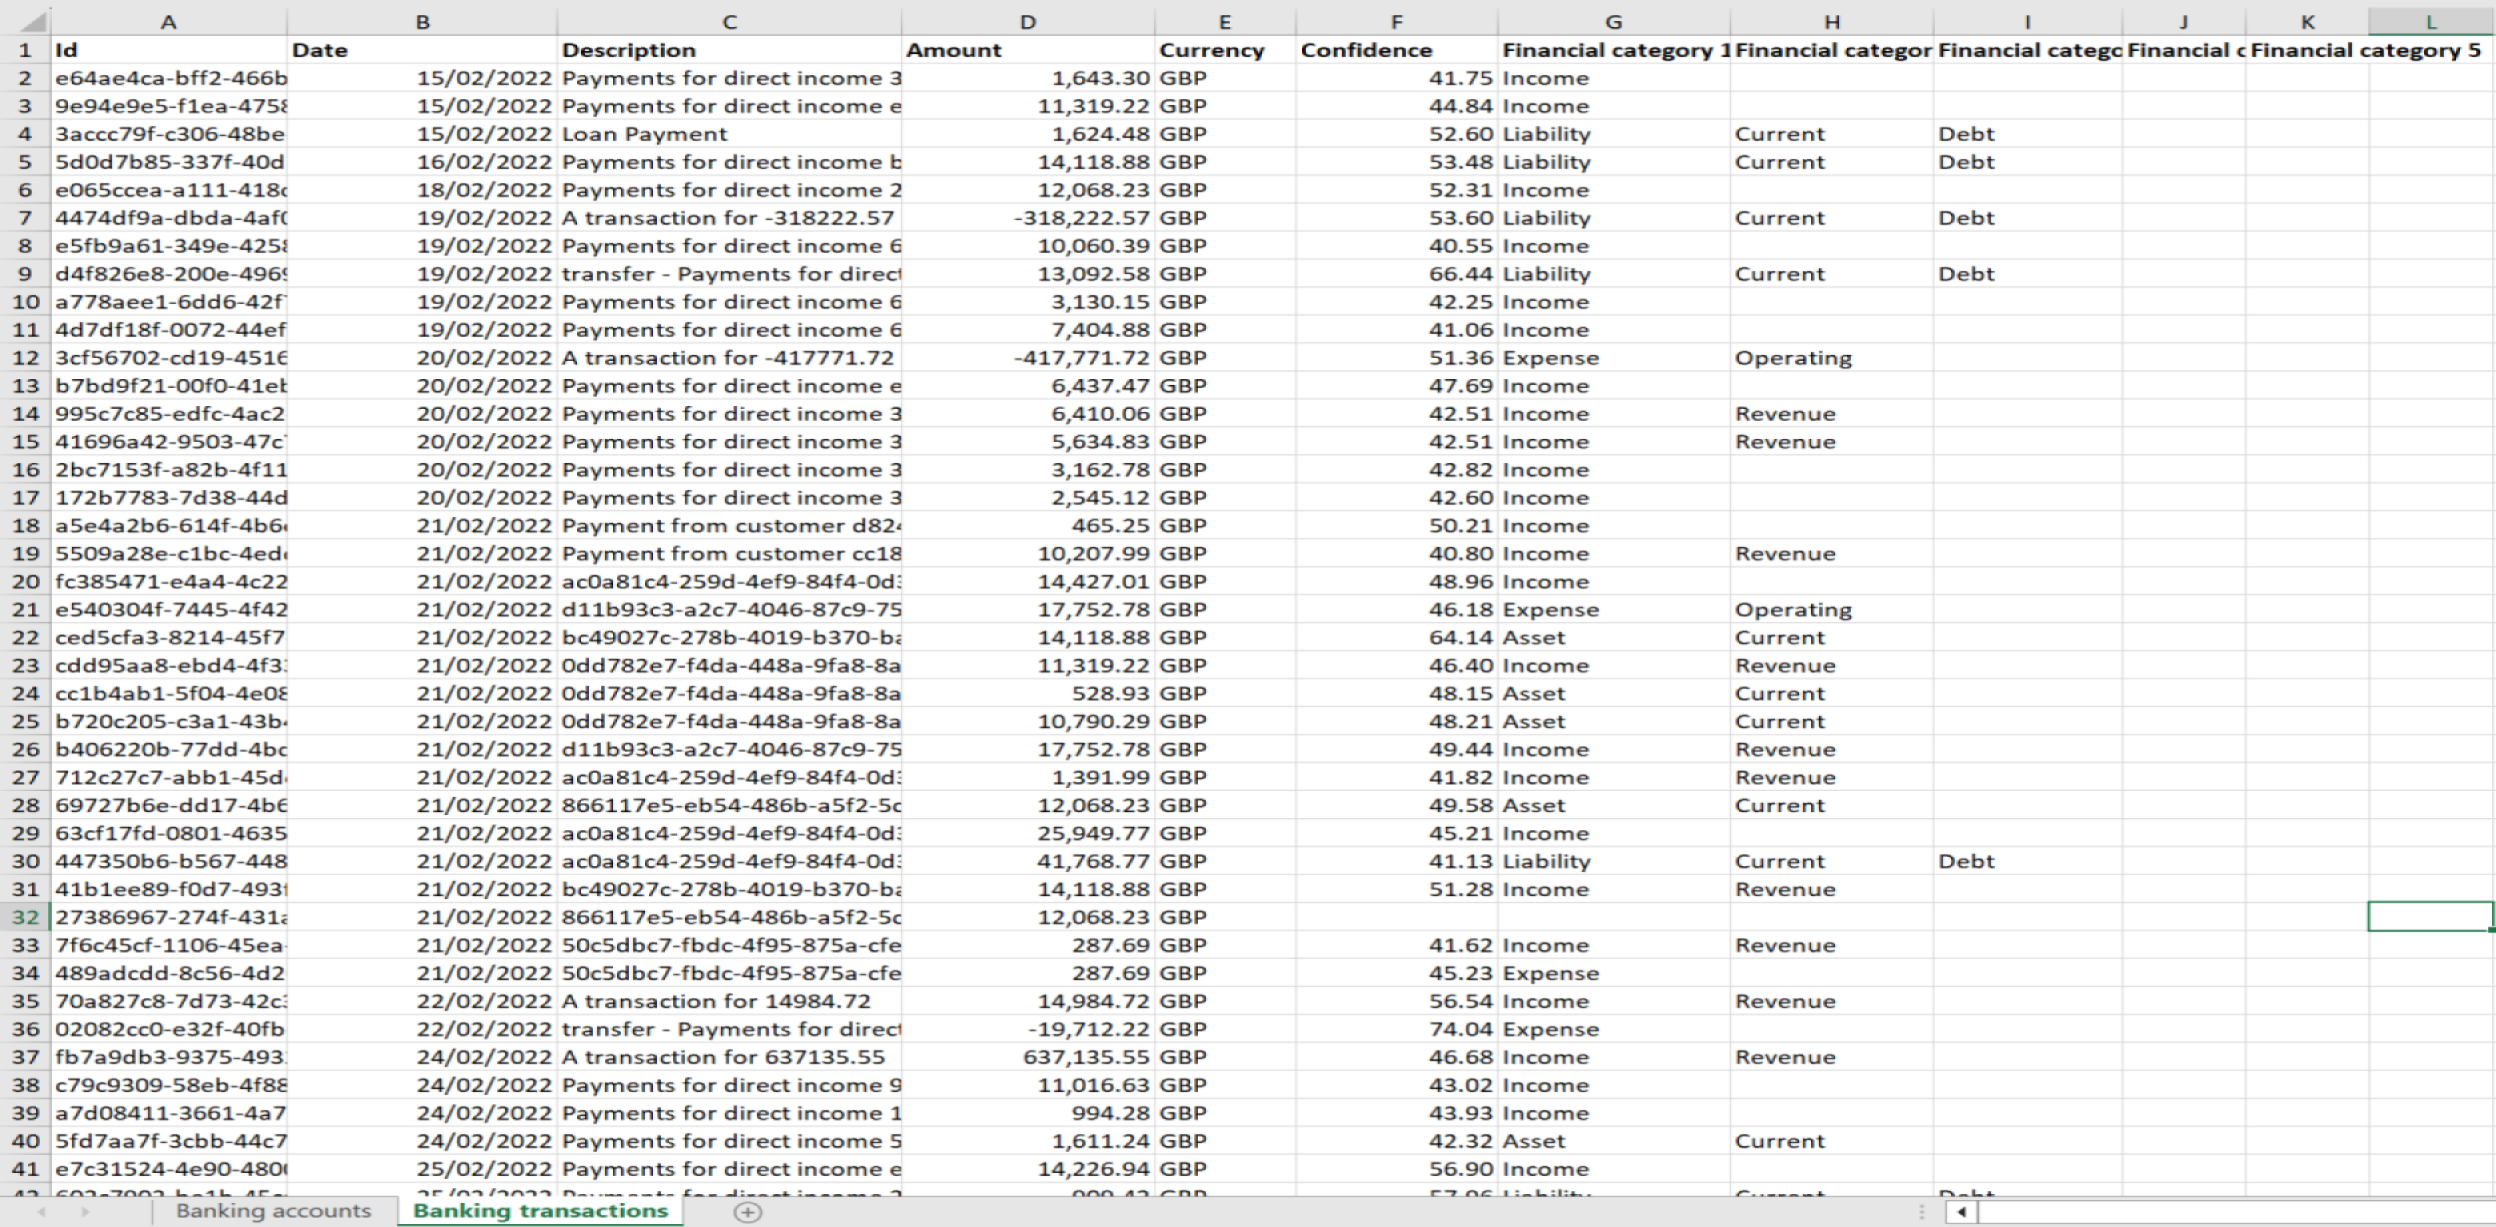 A B C D E F G H I J K L
1 Id Date Description Amount Currency Confidence Financial category 1 Financial categor Financial catego Financial c Financial category 5
2 e64ae4ca-bff2-466b 15/02/2022 Payments for direct income 3 1,643.30 GBP 41.75 Income
3 9e94e9e5-f1ea-4758 15/02/2022 Payments for direct income e 11,319.22 GBP 44.84 Income
4 3accc79f-c306-48be 15/02/2022 Loan Payment 1,624.48 GBP 52.60 Liability Current Debt
5 5d0d7b85-337f-40d 16/02/2022 Payments for direct income b 14,118.88 GBP 53.48 Liability Current Debt
6 e065ccea-a111-418c 18/02/2022 Payments for direct income 2 12,068.23 GBP 52.31 Income
7 4474df9a-dbda-4af0 19/02/2022 A transaction for -318222.57 -318,222.57 GBP 53.60 Liability Current Debt
8 e5fb9a61-349e-4258 19/02/2022 Payments for direct income 6 10,060.39 GBP 40.55 Income
9 d4f826e8-200e-4969 19/02/2022 transfer - Payments for direct 13,092.58 GBP 66.44 Liability Current Debt
10 a778aee1-6dd6-42f 19/02/2022 Payments for direct income 6 3,130.15 GBP 42.25 Income
11 4d7df18f-0072-44ef 19/02/2022 Payments for direct income 6 7,404.88 GBP 41.06 Income
12 3cf56702-cd19-4516 20/02/2022 A transaction for -417771.72 -417,771.72 GBP 51.36 Expense Operating
13 b7bd9f21-00f0-41eb 20/02/2022 Payments for direct income e 6,437.47 GBP 47.69 Income
14 995c7c85-edfc-4ac2 20/02/2022 Payments for direct income 3 6,410.06 GBP 42.51 Income Revenue
15 41696a42-9503-47c 20/02/2022 Payments for direct income 3 5,634.83 GBP 42.51 Income Revenue
16 2bc7153f-a82b-4f11 20/02/2022 Payments for direct income 3 3,162.78 GBP 42.82 Income
17 172b7783-7d38-44d 20/02/2022 Payments for direct income 3 2,545.12 GBP 42.60 Income
18 a5e4a2b6-614f-4b6 21/02/2022 Payment from customer d824 465.25 GBP 50.21 Income
19 5509a28e-c1bc-4ed 21/02/2022 Payment from customer cc18 10,207.99 GBP 40.80 Income Revenue
20 fc385471-e4a4-4c22 21/02/2022 ac0a81c4-259d-4ef9-84f4-0d3 14,427.01 GBP 48.96 Income
21 e540304f-7445-4f42 21/02/2022 d11b93c3-a2c7-4046-87c9-75 17,752.78 GBP 46.18 Expense Operating
22 ced5cfa3-8214-45f7 21/02/2022 bc49027c-278b-4019-b370-ba 14,118.88 GBP 64.14 Asset Current
23 cdd95aa8-ebd4-4f3 21/02/2022 0dd782e7-f4da-448a-9fa8-8a 11,319.22 GBP 46.40 Income Revenue
24 cc1b4ab1-5f04-4e08 21/02/2022 0dd782e7-f4da-448a-9fa8-8a 528.93 GBP 48.15 Asset Current
25 b720c205-c3a1-43b 21/02/2022 0dd782e7-f4da-448a-9fa8-8a 10,790.29 GBP 48.21 Asset Current
26 b406220b-77dd-4bc 21/02/2022 d11b93c3-a2c7-4046-87c9-75 17,752.78 GBP 49.44 Income Revenue
27 712c27c7-abb1-45d 21/02/2022 ac0a81c4-259d-4ef9-84f4-0d3 1,391.99 GBP 41.82 Income Revenue
28 69727b6e-dd17-4b6 21/02/2022 866117e5-eb54-486b-a5f2-5c 12,068.23 GBP 49.58 Asset Current
29 63cf17fd-0801-4635 21/02/2022 ac0a81c4-259d-4ef9-84f4-0d3 25,949.77 GBP 45.21 Income
30 447350b6-b567-448 21/02/2022 ac0a81c4-259d-4ef9-84f4-0d3 41,768.77 GBP 41.13 Liability Current Debt
31 41b1ee89-f0d7-493f 21/02/2022 bc49027c-278b-4019-b370-ba 14,118.88 GBP 51.28 Income Revenue
32 27386967-274f-431a 21/02/2022 866117e5-eb54-486b-a5f2-5c 12,068.23 GBP
33 7f6c45cf-1106-45ea- 21/02/2022 50c5dbc7-fbdc-4f95-875a-cfe 287.69 GBP 41.62 Income Revenue
34 489adcdd-8c56-4d2 21/02/2022 50c5dbc7-fbdc-4f95-875a-cfe 287.69 GBP 45.23 Expense
35 70a827c8-7d73-42c3 22/02/2022 A transaction for 14984.72 14,984.72 GBP 56.54 Income Revenue
36 02082cc0-e32f-40fb 22/02/2022 transfer - Payments for direct -19,712.22 GBP 74.04 Expense
37 fb7a9db3-9375-493 24/02/2022 A transaction for 637135.55 637,135.55 GBP 46.68 Income Revenue
38 c79c9309-58eb-4f88 24/02/2022 Payments for direct income 9 11,016.63 GBP 43.02 Income
39 a7d08411-3661-4a7 24/02/2022 Payments for direct income 1 994.28 GBP 43.93 Income
40 5fd7aa7f-3cbb-44c7 24/02/2022 Payments for direct income 5 1,611.24 GBP 42.32 Asset Current
41 e7c31524-4e90-480 25/02/2022 Payments for direct income e 14,226.94 GBP 56.90 Income
Banking accounts Banking transactions